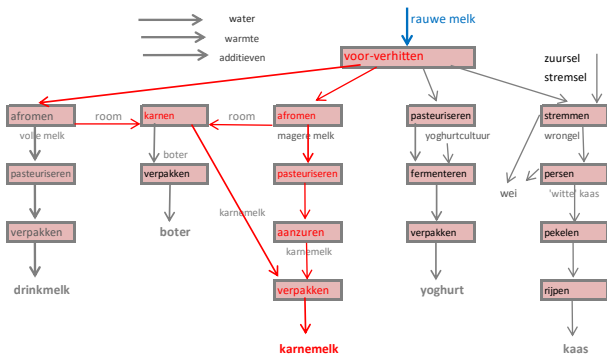 water
rauwe melk
warmte
additieven
voor-verhitten
zuursel
stremsel
afromen
room
karnen
room
afromen
pasteuriseren
stremmen
volle melk
magere melk
yoghurtcultuur
wrongel
boter
pasteuriseren
verpakken
pasteuriseren
fermenteren
persen
wei
'witte' kaas
karnemelk
verpakken
boter
aanzuren
verpakken
pekelen
karnemelk
drinkmelk
verpakken
yoghurt
rijpen
karnemelk
kaas